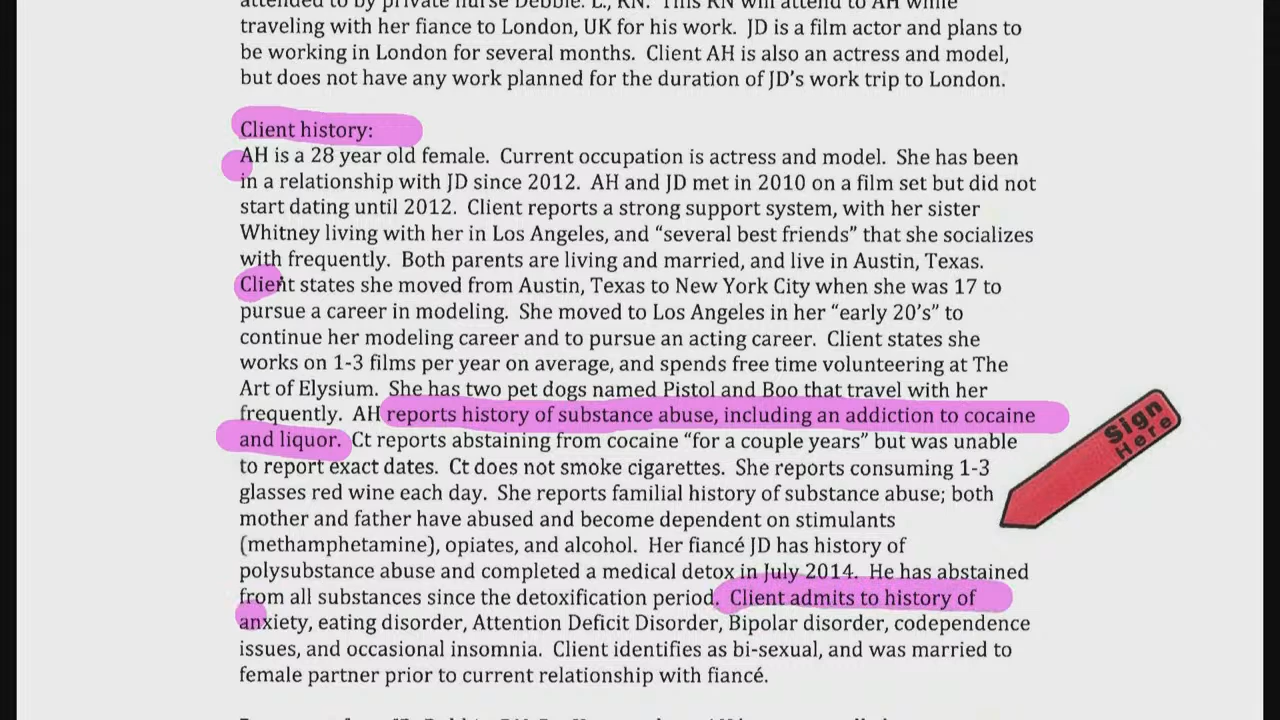 attended to by private nurse Debbie. L., RN. This RN will attend to AH while
traveling with her fiance to London, UK for his work. JD is a film actor and plans to
be working in London for several months. Client AH is also an actress and model,
but does not have any work planned for the duration of JD's work trip to London.
Client history:
AH is a 28 year old female. Current occupation is actress and model. She has been
in a relationship with JD since 2012. AH and JD met in 2010 on a film set but did not
start dating until 2012. Client reports a strong support system, with her sister
Whitney living with her in Los Angeles, and “several best friends” that she socializes
with frequently. Both parents are living and married, and live in Austin, Texas.
Client states she moved from Austin, Texas to New York City when she was 17 to
pursue a career in modeling. She moved to Los Angeles in her “early 20's” to
continue her modeling career and to pursue an acting career. Client states she
works on 1-3 films per year on average, and spends free time volunteering at The
Art of Elysium. She has two pet dogs named Pistol and Boo that travel with her
frequently. AH reports history of substance abuse, including an addiction to cocaine
and liquor. Ct reports abstaining from cocaine “for a couple years” but was unable
to report exact dates. Ct does not smoke cigarettes. She reports consuming 1-3
glasses red wine each day. She reports familial history of substance abuse; both
mother and father have abused and become dependent on stimulants
(methamphetamine), opiates, and alcohol. Her fiancé JD has history of
polysubstance abuse and completed a medical detox in July 2014. He has abstained
from all substances since the detoxification period. Client admits to history of
anxiety, eating disorder, Attention Deficit Disorder, Bipolar disorder, codependence
issues, and occasional insomnia. Client identifies as bi-sexual, and was married to
female partner prior to current relationship with fiancé.
Sign
Here